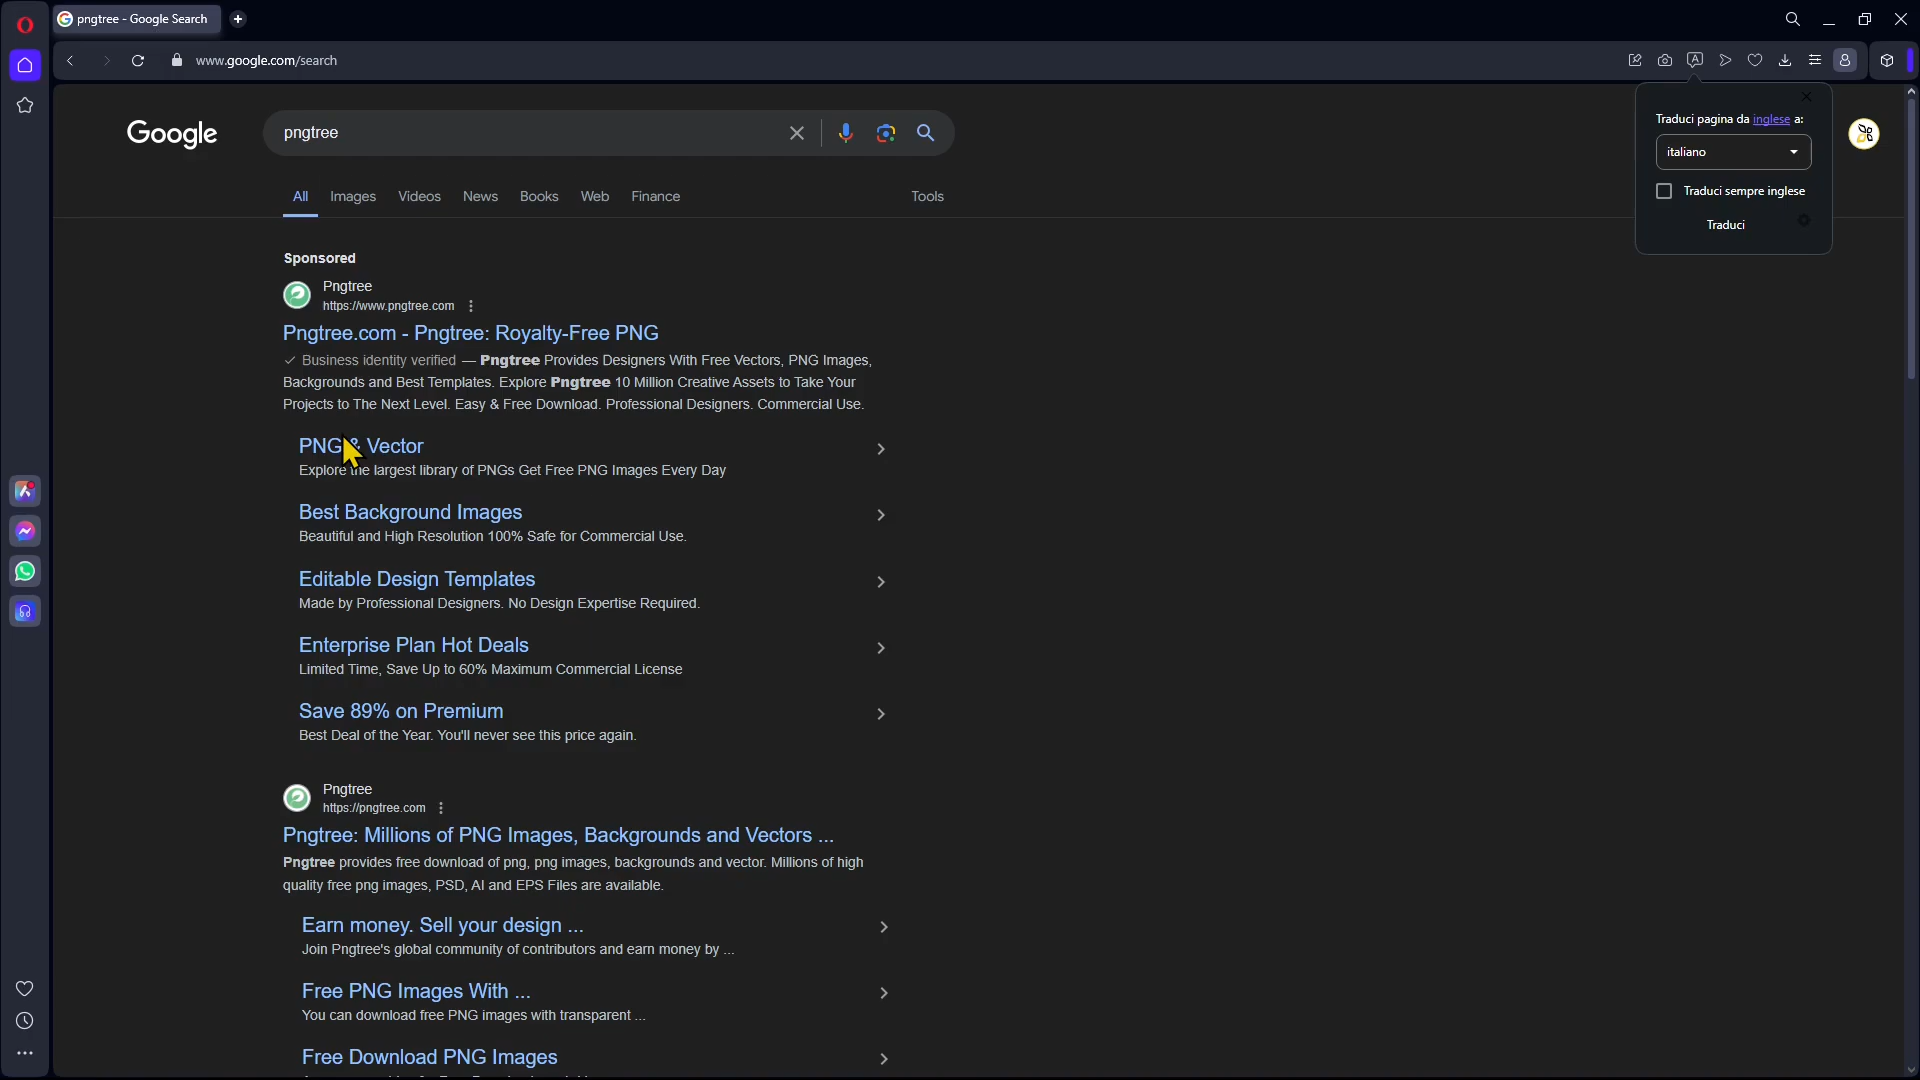 pngtree - Google Search
www.google.com/search
Google
pngtree
All Images Videos News Books Web Finance Tools
Traduci pagina da inglese a:
italiano
Traduci sempre inglese
Traduci
Sponsored
Pngtree
https://www.pngtree.com
Pngtree.com - Pngtree: Royalty-Free PNG
Business identity verified — Pngtree Provides Designers With Free Vectors, PNG Images,
Backgrounds and Best Templates. Explore Pngtree 10 Million Creative Assets to Take Your
Projects to The Next Level. Easy & Free Download. Professional Designers. Commercial Use.
PNG & Vector
Explore the largest library of PNGs Get Free PNG Images Every Day
Best Background Images
Beautiful and High Resolution 100% Safe for Commercial Use.
Editable Design Templates
Made by Professional Designers. No Design Expertise Required.
Enterprise Plan Hot Deals
Limited Time, Save Up to 60% Maximum Commercial License
Save 89% on Premium
Best Deal of the Year. You'll never see this price again.
Pngtree
https://pngtree.com
Pngtree: Millions of PNG Images, Backgrounds and Vectors ...
Pngtree provides free download of png, png images, backgrounds and vector. Millions of high
quality free png images, PSD, AI and EPS Files are available.
Earn money. Sell your design ...
Join Pngtree's global community of contributors and earn money by ...
Free PNG Images With ...
You can download free PNG images with transparent ...
Free Download PNG Images